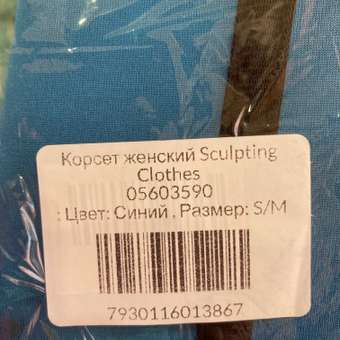 Корсет женский Sculpting
Clothes
05603590
: Цвет: Синий , Размер: S/M
7930116013867